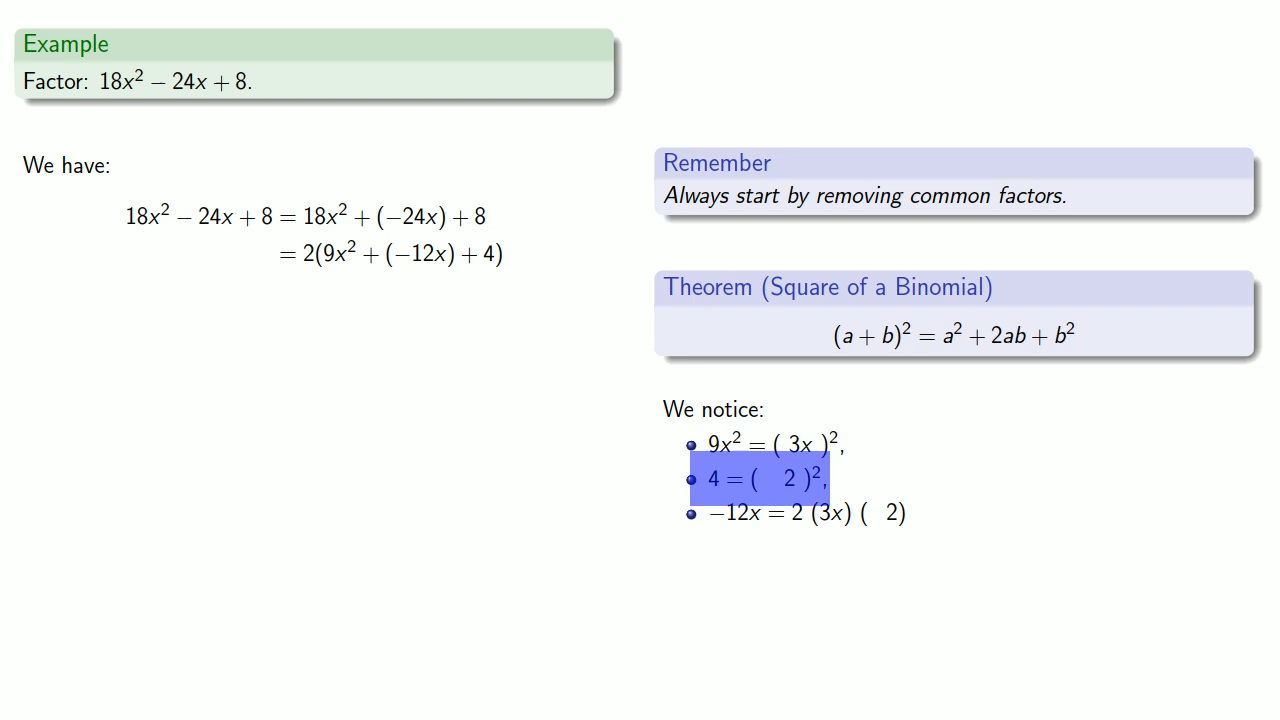 Example
Factor: 18x² − 24x + 8.
We have:
18x² − 24x + 8 = 18x² + (−24x) + 8
= 2(9x² + (−12x) + 4)
Remember
Always start by removing common factors.
Theorem (Square of a Binomial)
(a + b)² = a² + 2ab + b²
We notice:
• 9x² = ( 3x )²,
• 4 = ( 2 )²,
• −12x = 2 (3x) ( 2)